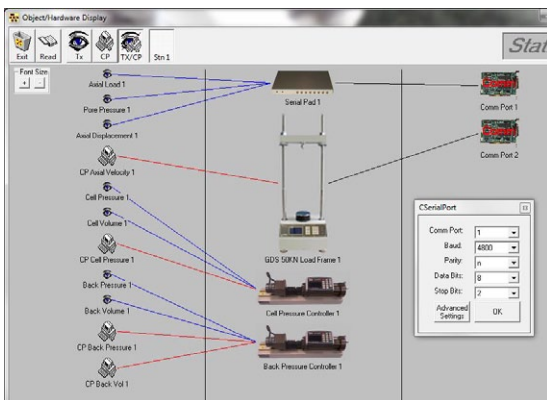 Object/Hardware Display
Exit Read Tx CP TX/CP Stn 1
Stat
Font Size
+ -
Axial Load 1
Pore Pressure 1
Axial Displacement 1
CP Axial Velocity 1
Cell Pressure 1
Cell Volume 1
CP Cell Pressure 1
Back Pressure 1
Back Volume 1
CP Back Pressure 1
CP Back Vol 1
Serial Pad 1
GDS 50KN Load Frame 1
Cell Pressure Controller 1
Back Pressure Controller 1
Comm
Comm Port 1
Comm
Comm Port 2
CSerialPort
Comm Port: 1
Baud: 4800
Parity: n
Data Bits: 8
Stop Bits: 2
Advanced
Settings
OK